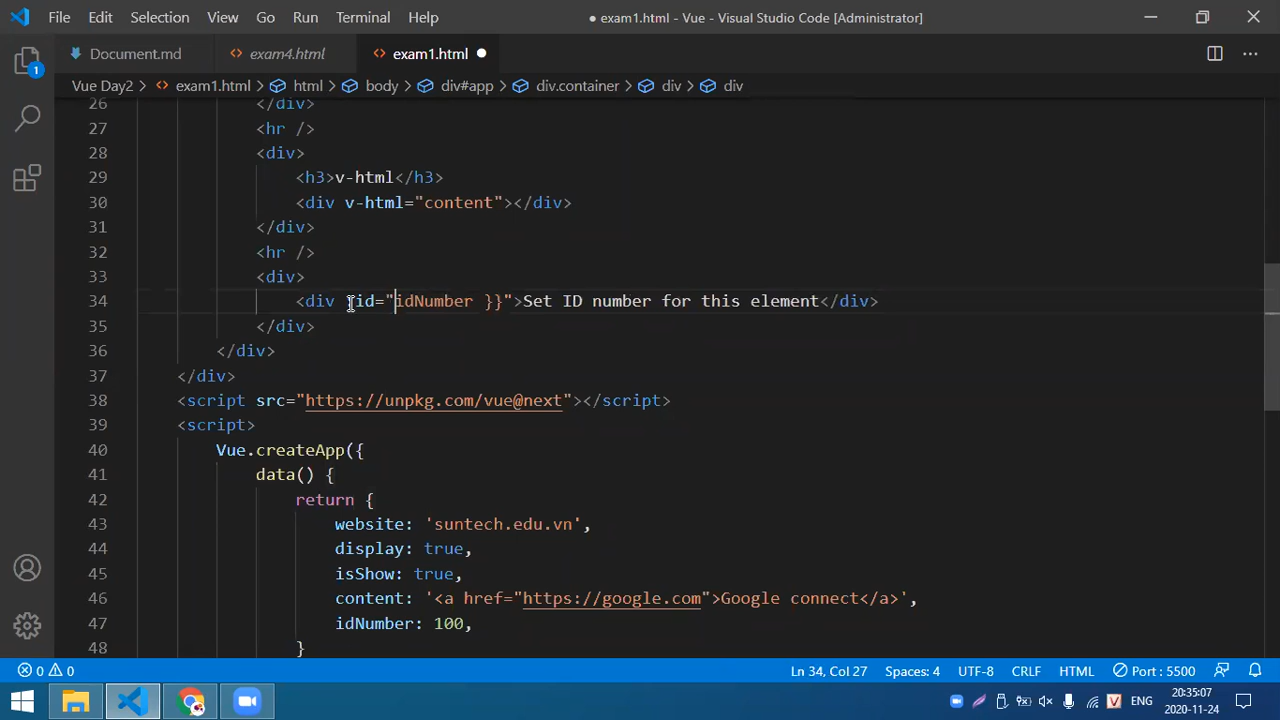 File Edit Selection View Go Run Terminal Help ● exam1.html - Vue - Visual Studio Code [Administrator]
Document.md <> exam4.html <> exam1.html ●
Vue Day2 > <> exam1.html > html > body > div#app > div.container > div > div
26 </div>
27 <hr />
28 <div>
29 <h3>v-html</h3>
30 <div v-html="content"></div>
31 </div>
32 <hr />
33 <div>
34 <div id="idNumber }}">Set ID number for this element</div>
35 </div>
36 </div>
37 </div>
38 <script src="https://unpkg.com/vue@next"></script>
39 <script>
40 Vue.createApp({
41 data() {
42 return {
43 website: 'suntech.edu.vn',
44 display: true,
45 isShow: true,
46 content: '<a href="https://google.com">Google connect</a>',
47 idNumber: 100,
48 }
1
0 0 Ln 34, Col 27 Spaces: 4 UTF-8 CRLF HTML Port : 5500
V ENG 20:35:07
2020-11-24